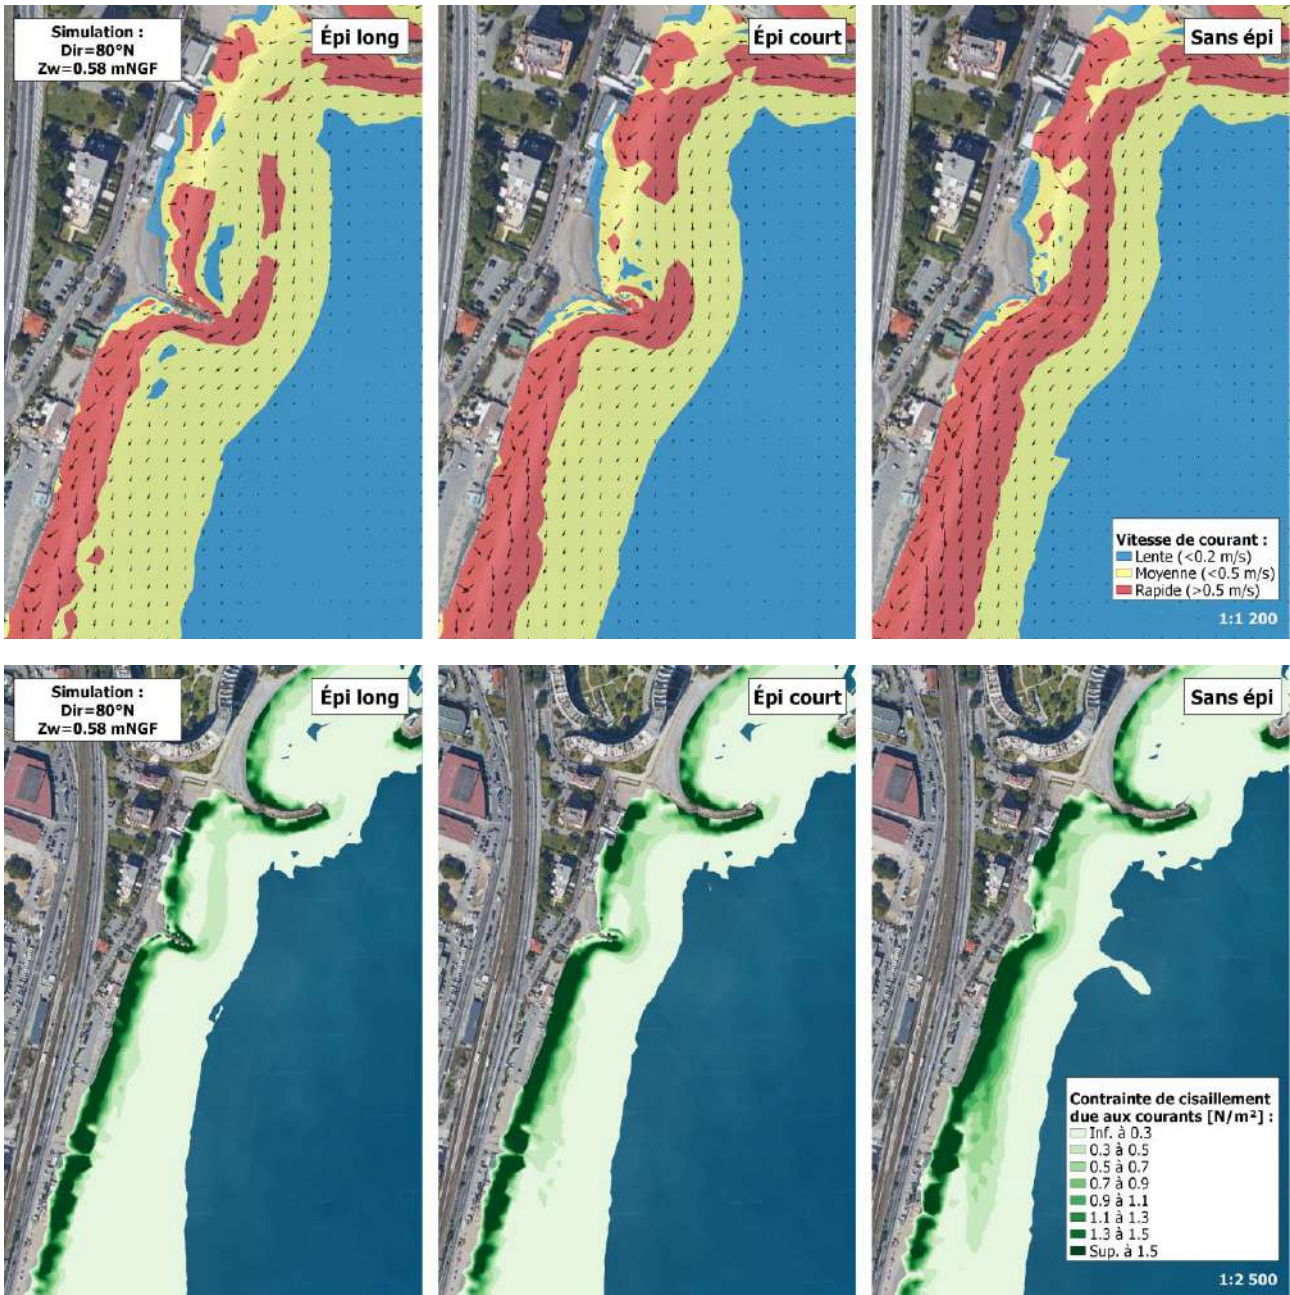 Simulation :
Dir=80°N
Zw=0.58 mNGF
Épi long
Épi court
Sans épi
Vitesse de courant :
Lente (<0.2 m/s)
Moyenne (<0.5 m/s)
Rapide (>0.5 m/s)
1:1 200
Simulation :
Dir=80°N
Zw=0.58 mNGF
Épi long
Épi court
Sans épi
Contrainte de cisaillement
due aux courants [N/m²] :
Inf. à 0.3
0.3 à 0.5
0.5 à 0.7
0.7 à 0.9
0.9 à 1.1
1.1 à 1.3
1.3 à 1.5
Sup. à 1.5
1:2 500